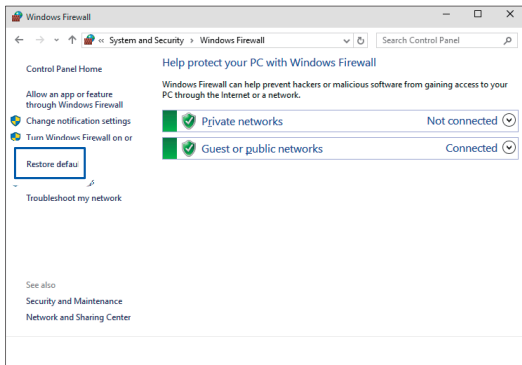 Windows Firewall
« System and Security > Windows Firewall
Search Control Panel
Control Panel Home
Allow an app or feature
through Windows Firewall
Change notification settings
Turn Windows Firewall on or
Restore defau
Troubleshoot my network
See also
Security and Maintenance
Network and Sharing Center
Help protect your PC with Windows Firewall
Windows Firewall can help prevent hackers or malicious software from gaining access to your
PC through the Internet or a network.
Private networks Not connected
Guest or public networks Connected